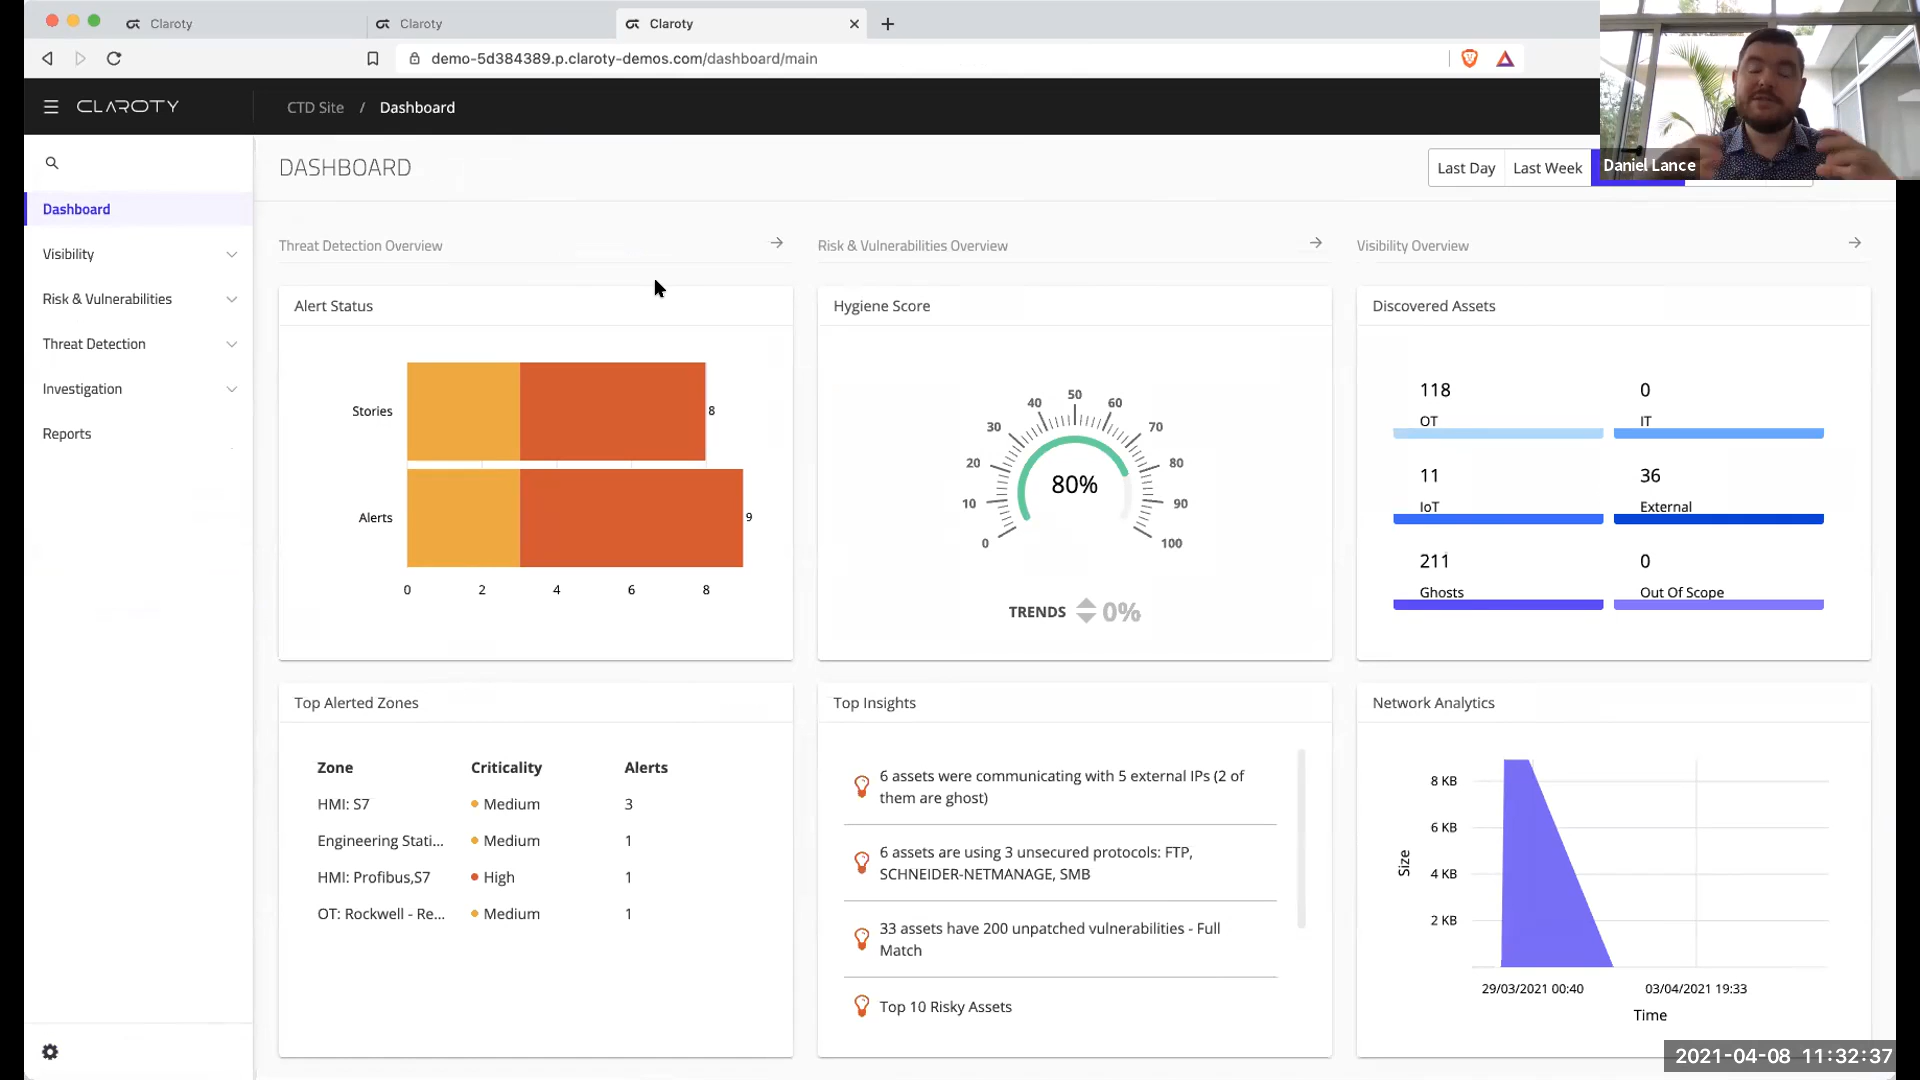 Claroty
Claroty
Claroty
demo-5d384389.p.claroty-demos.com/dashboard/main
CLAROTY
CTD Site / Dashboard
Daniel Lance
DASHBOARD
Last Day
Last Week
Dashboard
Visibility
Risk & Vulnerabilities
Threat Detection
Investigation
Reports
Threat Detection Overview
Risk & Vulnerabilities Overview
Visibility Overview
Alert Status
Stories
8
Alerts
9
0 2 4 6 8
Hygiene Score
0
10
20
30
40
50
60
70
80
90
100
80%
TRENDS 0%
Discovered Assets
118
OT
0
IT
11
IoT
36
External
211
Ghosts
0
Out Of Scope
Top Alerted Zones
Zone Criticality Alerts
HMI: S7 Medium 3
Engineering Stati... Medium 1
HMI: Profibus,S7 High 1
OT: Rockwell - Re... Medium 1
Top Insights
6 assets were communicating with 5 external IPs (2 of
them are ghost)
6 assets are using 3 unsecured protocols: FTP,
SCHNEIDER-NETMANAGE, SMB
33 assets have 200 unpatched vulnerabilities - Full
Match
Top 10 Risky Assets
Network Analytics
Size
8 KB
6 KB
4 KB
2 KB
29/03/2021 00:40
03/04/2021 19:33
Time
2021-04-08 11:32:37